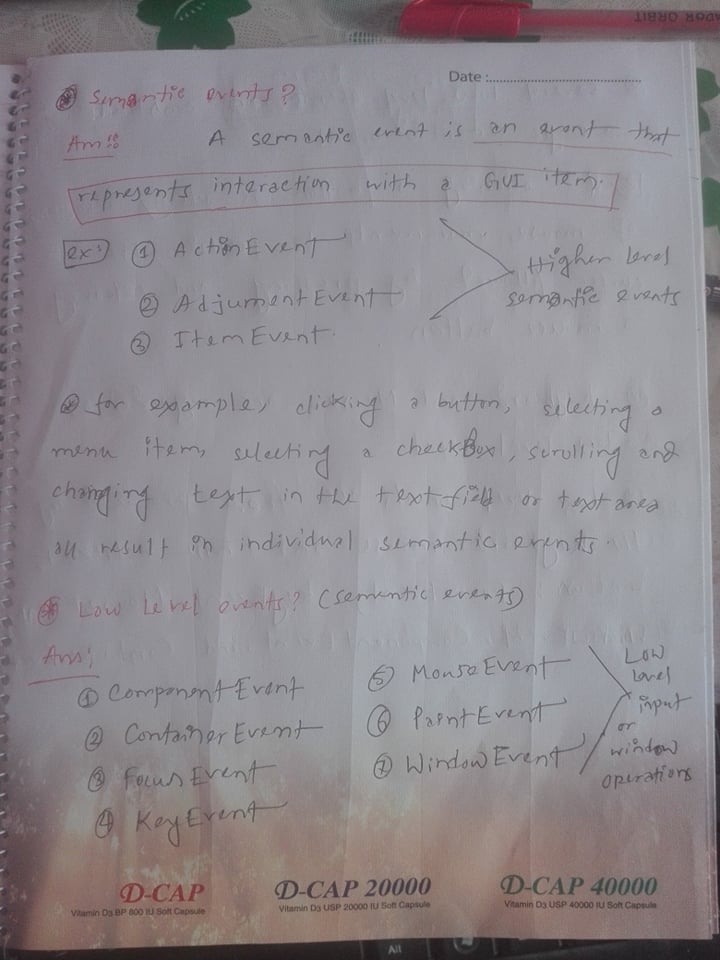 Date :
Semantic events?
Ans:
A semantic event is an event that
represents interaction with a GUI item.
ex:
① ActionEvent
② AdjumentEvent
③ ItemEvent.
Higher level
semantic events
for example, clicking a button, selecting a
menu item, selecting a checkBox, scrolling and
changing text in the text field or text area
all result in individual semantic events.
Low Level events? (semantic events)
Ans:
① ComponentEvent
② ContainerEvent
③ FocusEvent
④ KeyEvent
⑤ MouseEvent
⑥ PaintEvent
⑦ WindowEvent
Low
level
input
or
window
operations
D-CAP
Vitamin D3 BP 800 IU Soft Capsule
D-CAP 20000
Vitamin D3 USP 20000 IU Soft Capsule
D-CAP 40000
Vitamin D3 USP 40000 IU Soft Capsule
Alt
ORBIT